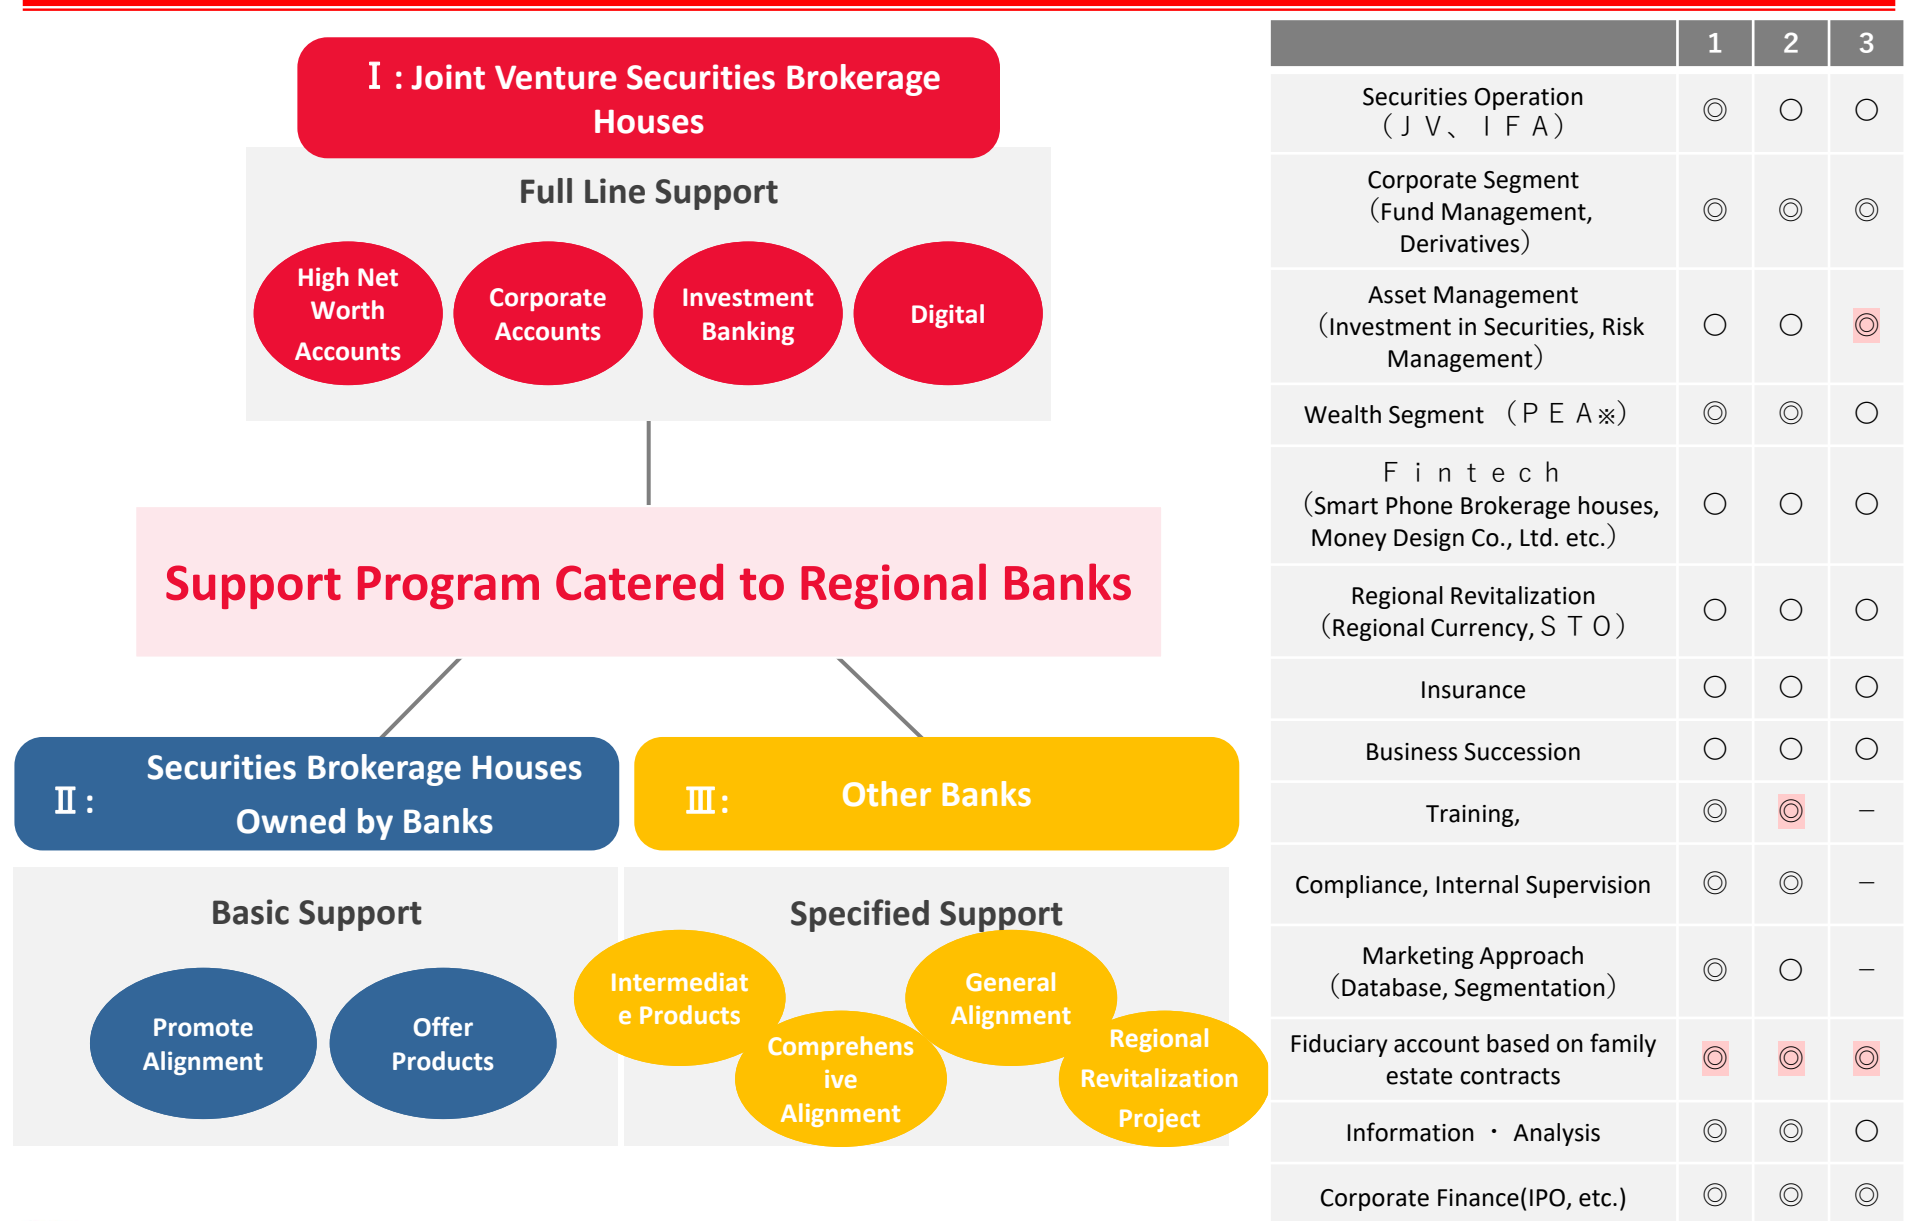 Ⅰ : Joint Venture Securities Brokerage
Houses
Full Line Support
High Net
Worth
Accounts
Corporate
Accounts
Investment
Banking
Digital
Support Program Catered to Regional Banks
Ⅱ :
Securities Brokerage Houses
Owned by Banks
Ⅲ :
Other Banks
Basic Support
Promote
Alignment
Offer
Products
Specified Support
Intermediat
e Products
Comprehens
ive
Alignment
General
Alignment
Regional
Revitalization
Project
1 2 3
Securities Operation
（ＪＶ、ＩＦＡ） ◎ ○ ○
Corporate Segment
（Fund Management,
Derivatives） ◎ ◎ ◎
Asset Management
（Investment in Securities, Risk
Management） ○ ○ ◎
Wealth Segment （ＰＥＡ※） ◎ ◎ ○
Ｆｉｎｔｅｃｈ
（Smart Phone Brokerage houses,
Money Design Co., Ltd. etc.） ○ ○ ○
Regional Revitalization
（Regional Currency, ＳＴＯ） ○ ○ ○
Insurance ○ ○ ○
Business Succession ○ ○ ○
Training, ◎ ◎ －
Compliance, Internal Supervision ◎ ◎ －
Marketing Approach
（Database, Segmentation） ◎ ○ －
Fiduciary account based on family
estate contracts ◎ ◎ ◎
Information ・ Analysis ◎ ◎ ○
Corporate Finance(IPO, etc.) ◎ ◎ ◎